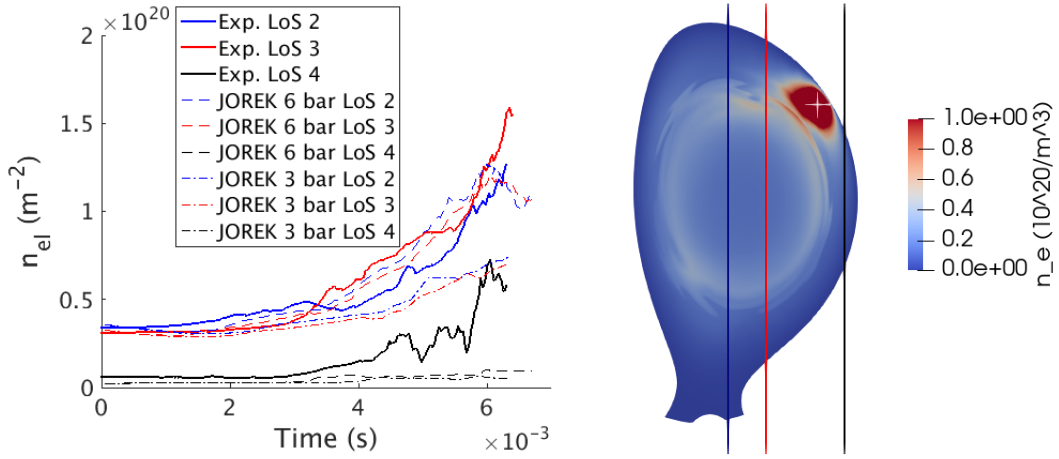 × 10^20
2
1.5
1
0.5
0
n_el (m^-2)
Exp. LoS 2
Exp. LoS 3
Exp. LoS 4
JOREK 6 bar LoS 2
JOREK 6 bar LoS 3
JOREK 6 bar LoS 4
JOREK 3 bar LoS 2
JOREK 3 bar LoS 3
JOREK 3 bar LoS 4
0 2 4 6
Time (s)
× 10^-3
1.0e+00
0.8
0.6
0.4
0.2
0.0e+00
n_e (10^20/m^3)